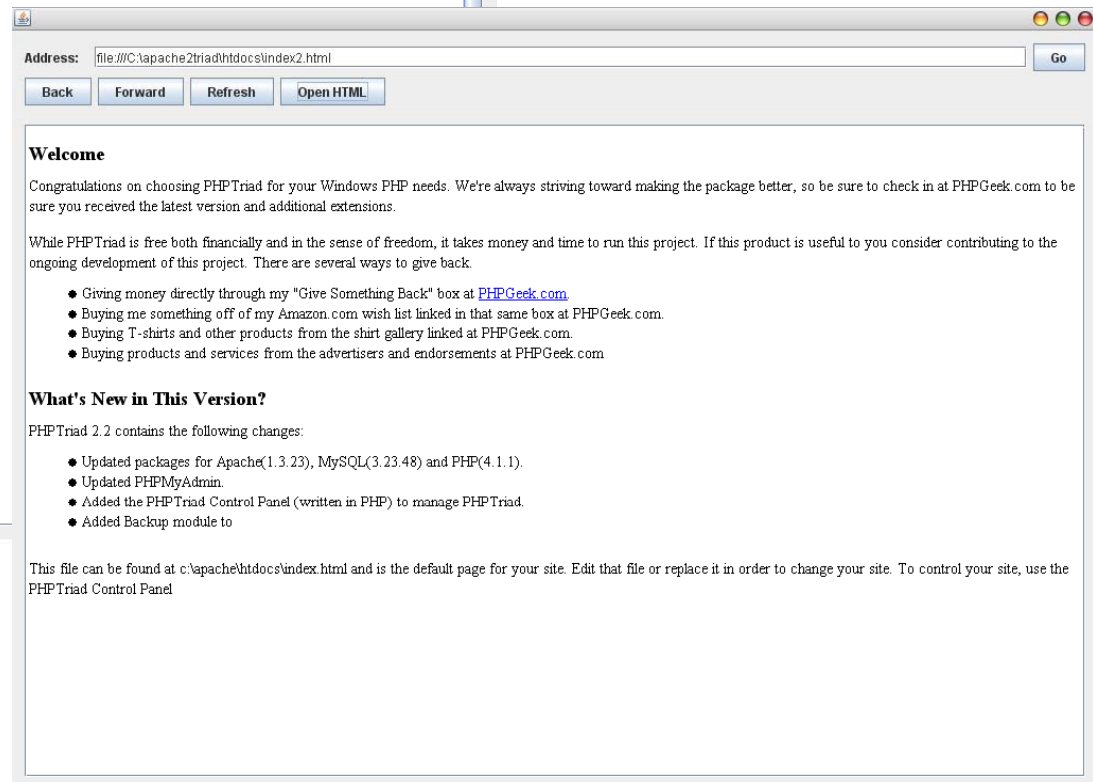 Address: file:///C:\apache2triad\htdocs\index2.html Go
Back Forward Refresh Open HTML
Welcome
Congratulations on choosing PHPTriad for your Windows PHP needs. We're always striving toward making the package better, so be sure to check in at PHPGeek.com to be
sure you received the latest version and additional extensions.
While PHPTriad is free both financially and in the sense of freedom, it takes money and time to run this project. If this product is useful to you consider contributing to the
ongoing development of this project. There are several ways to give back.
● Giving money directly through my "Give Something Back" box at PHPGeek.com.
● Buying me something off of my Amazon.com wish list linked in that same box at PHPGeek.com.
● Buying T-shirts and other products from the shirt gallery linked at PHPGeek.com.
● Buying products and services from the advertisers and endorsements at PHPGeek.com
What's New in This Version?
PHPTriad 2.2 contains the following changes:
● Updated packages for Apache(1.3.23), MySQL(3.23.48) and PHP(4.1.1).
● Updated PHPMyAdmin.
● Added the PHPTriad Control Panel (written in PHP) to manage PHPTriad.
● Added Backup module to
This file can be found at c:\apache\htdocs\index.html and is the default page for your site. Edit that file or replace it in order to change your site. To control your site, use the
PHPTriad Control Panel